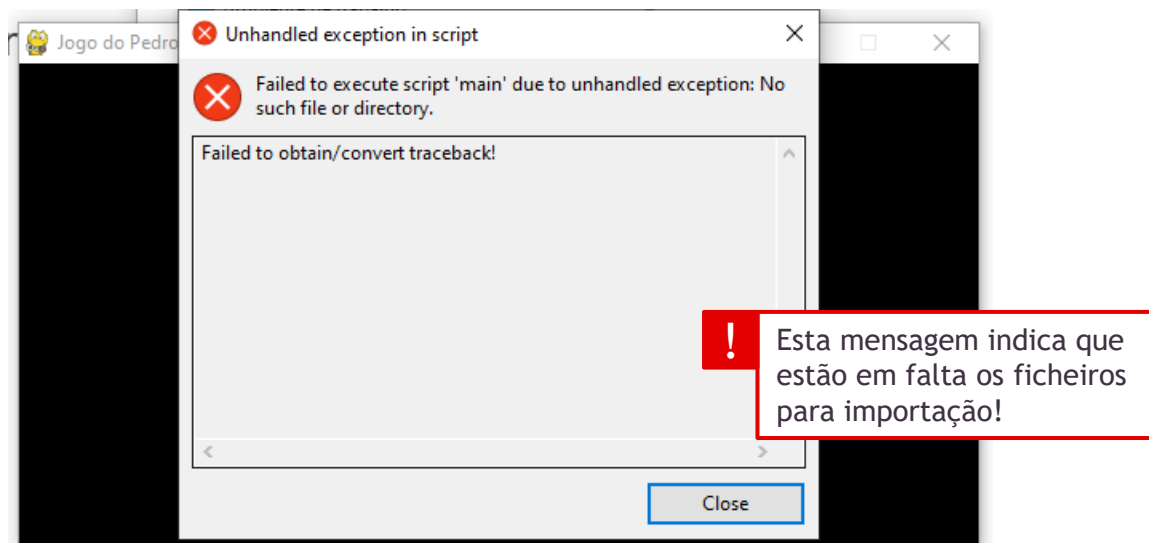 Jogo do Pedro
Unhandled exception in script
Failed to execute script 'main' due to unhandled exception: No
such file or directory.
Failed to obtain/convert traceback!
!
Esta mensagem indica que
estão em falta os ficheiros
para importação!
Close